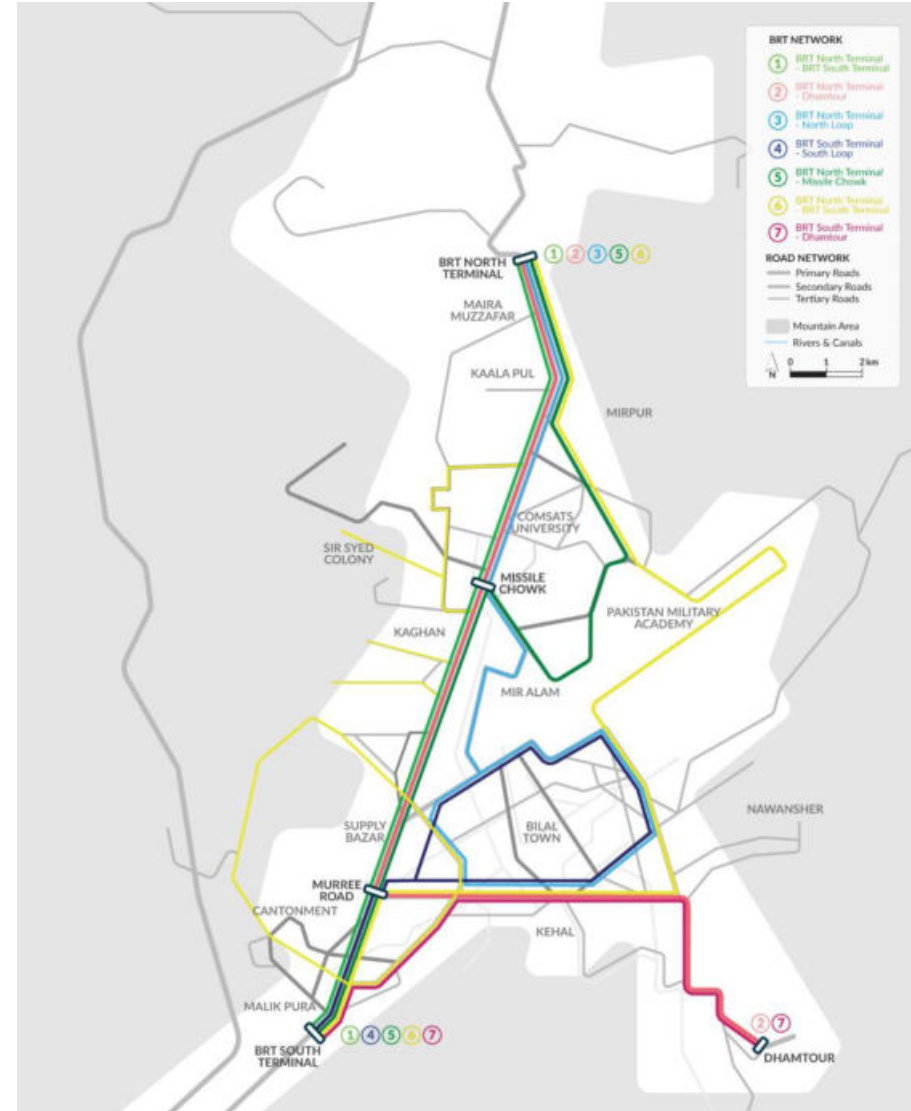 BRT NETWORK
1 BRT North Terminal
- BRT South Terminal
2 BRT North Terminal
- Dhamtour
3 BRT North Terminal
- North Loop
4 BRT South Terminal
- South Loop
5 BRT North Terminal
- Missile Chowk
6 BRT North Terminal
- BRT South Terminal
7 BRT South Terminal
- Dhamtour
ROAD NETWORK
Primary Roads
Secondary Roads
Tertiary Roads
Mountain Area
Rivers & Canals
N
0 1 2 km
BRT NORTH
TERMINAL
1 2 3 5 6
MAIRA
MUZZAFAR
KAALA PUL
MIRPUR
COMSATS
UNIVERSITY
SIR SYED
COLONY
MISSILE
CHOWK
PAKISTAN MILITARY
ACADEMY
KAGHAN
MIR ALAM
NAWANSHER
SUPPLY
BAZAR
BILAL
TOWN
MURREE
ROAD
CANTONMENT
KEHAL
MALIK PURA
BRT SOUTH
TERMINAL
1 4 5 6 7
2 7
DHAMTOUR